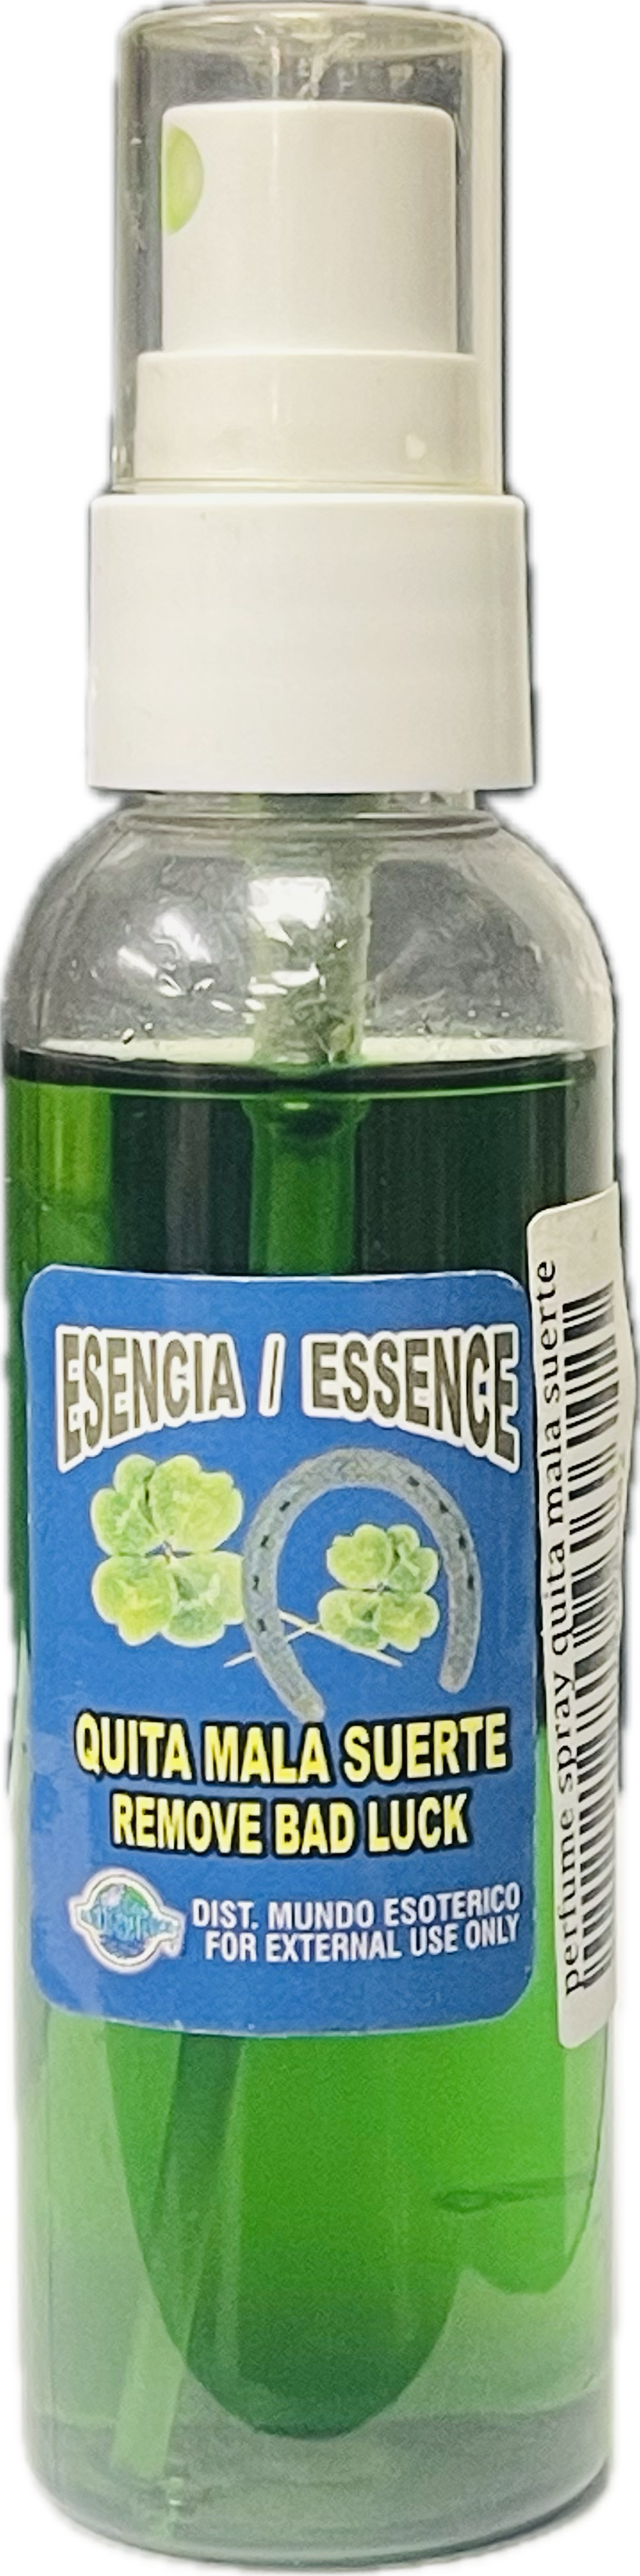 ESENCIA / ESSENCE
QUITA MALA SUERTE
REMOVE BAD LUCK
DIST. MUNDO ESOTERICO
FOR EXTERNAL USE ONLY
perfume spray quita mala suerte